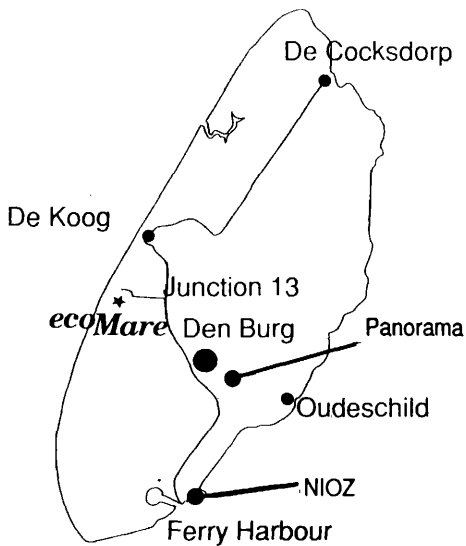 De Cocksdorp
De Koog
Junction 13
ecoMare
Den Burg
Panorama
Oudeschild
NIOZ
Ferry Harbour